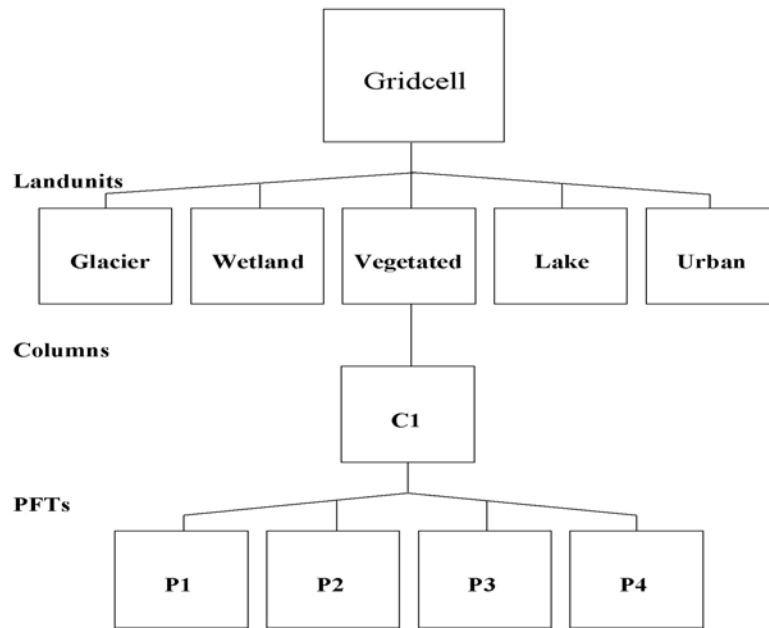 Gridcell
Landunits
Glacier Wetland Vegetated Lake Urban
Columns
C1
PFTs
P1 P2 P3 P4